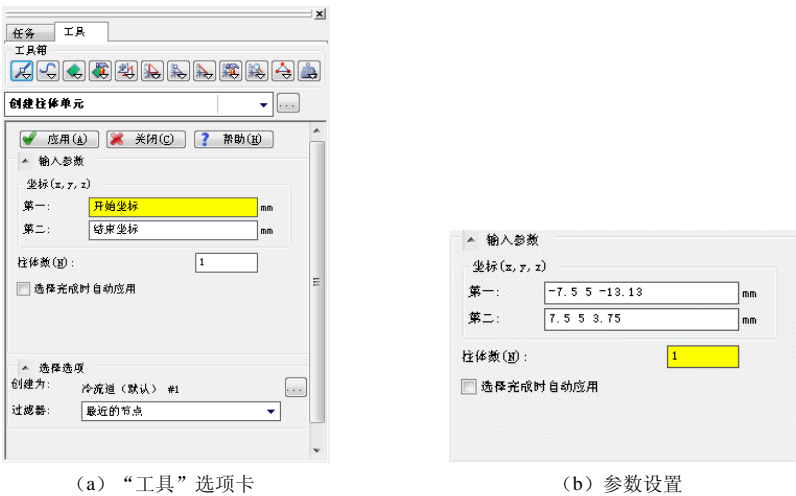 任务 工具
工具箱
创建柱体单元 ...
应用(A) 关闭(C) ? 帮助(H)
输入参数
坐标(x, y, z)
第一: 开始坐标 mm
第二: 结束坐标 mm
柱体数(N): 1
选择完成时自动应用
选择选项
创建为: 冷流道（默认） #1 ...
过滤器: 最近的节点
（a）“工具”选项卡
输入参数
坐标(x, y, z)
第一: -7.5 5 -13.13 mm
第二: 7.5 5 3.75 mm
柱体数(N): 1
选择完成时自动应用
（b）参数设置